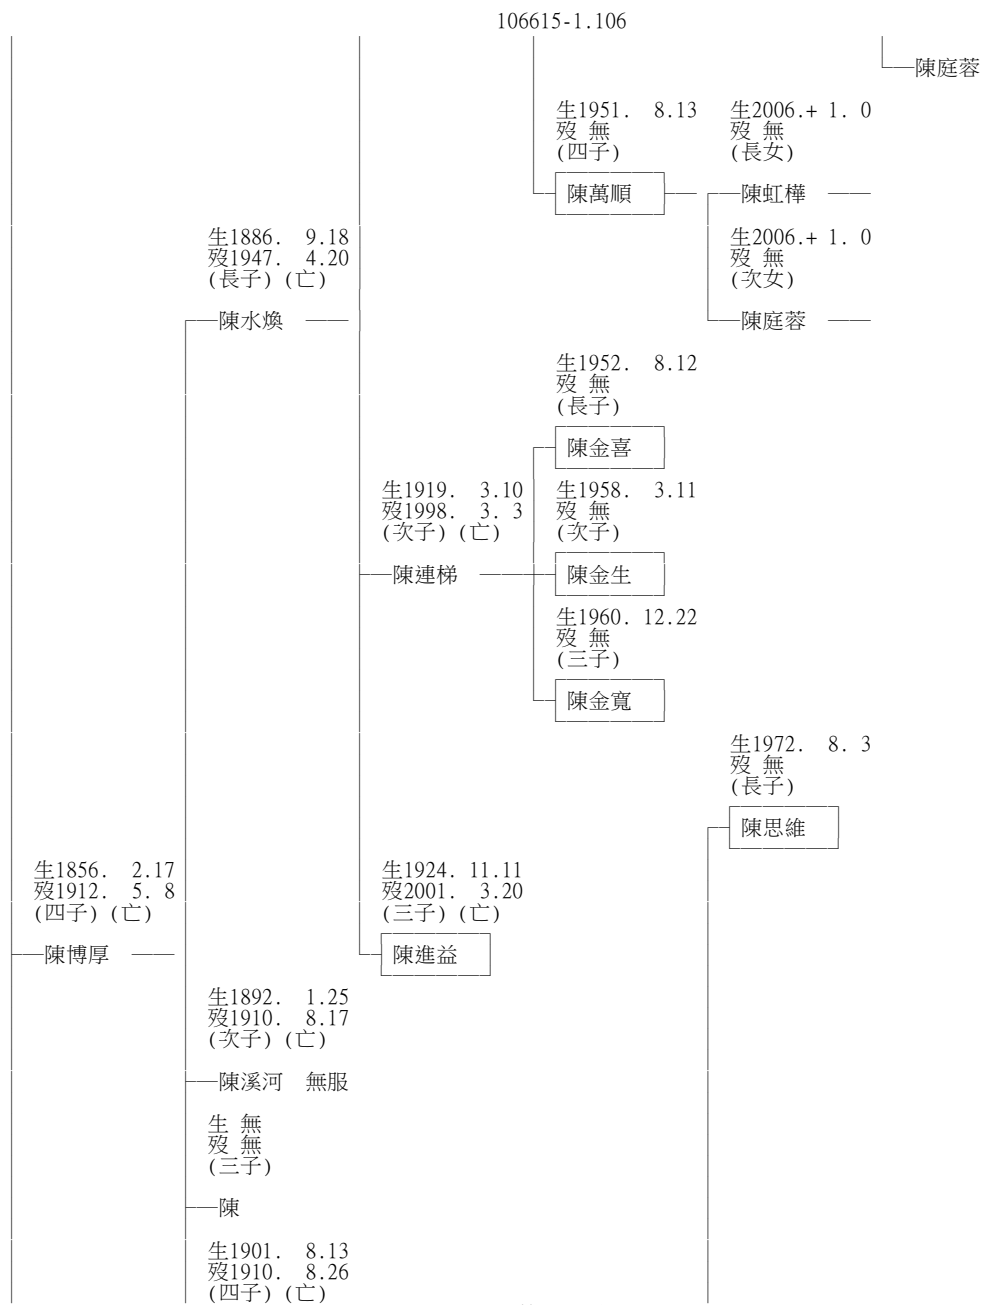 106615-1.106
陳庭蓉
生1951. 8.13 生2006.+ 1. 0
歿 無 歿 無
(四子) (長女)
陳萬順 陳虹樺
生1886. 9.18 生2006.+ 1. 0
歿1947. 4.20 歿 無
(長子)(亡) (次女)
陳水煥 陳庭蓉
生1952. 8.12
歿 無
(長子)
陳金喜
生1919. 3.10 生1958. 3.11
歿1998. 3. 3 歿 無
(次子)(亡) (次子)
陳連梯 陳金生
生1960. 12.22
歿 無
(三子)
陳金寬
生1972. 8. 3
歿 無
(長子)
陳思維
生1856. 2.17 生1924. 11.11
歿1912. 5. 8 歿2001. 3.20
(四子)(亡) (三子)(亡)
陳博厚 陳進益
生1892. 1.25
歿1910. 8.17
(次子)(亡)
陳溪河 無服
生 無
歿 無
(三子)
陳
生1901. 8.13
歿1910. 8.26
(四子)(亡)